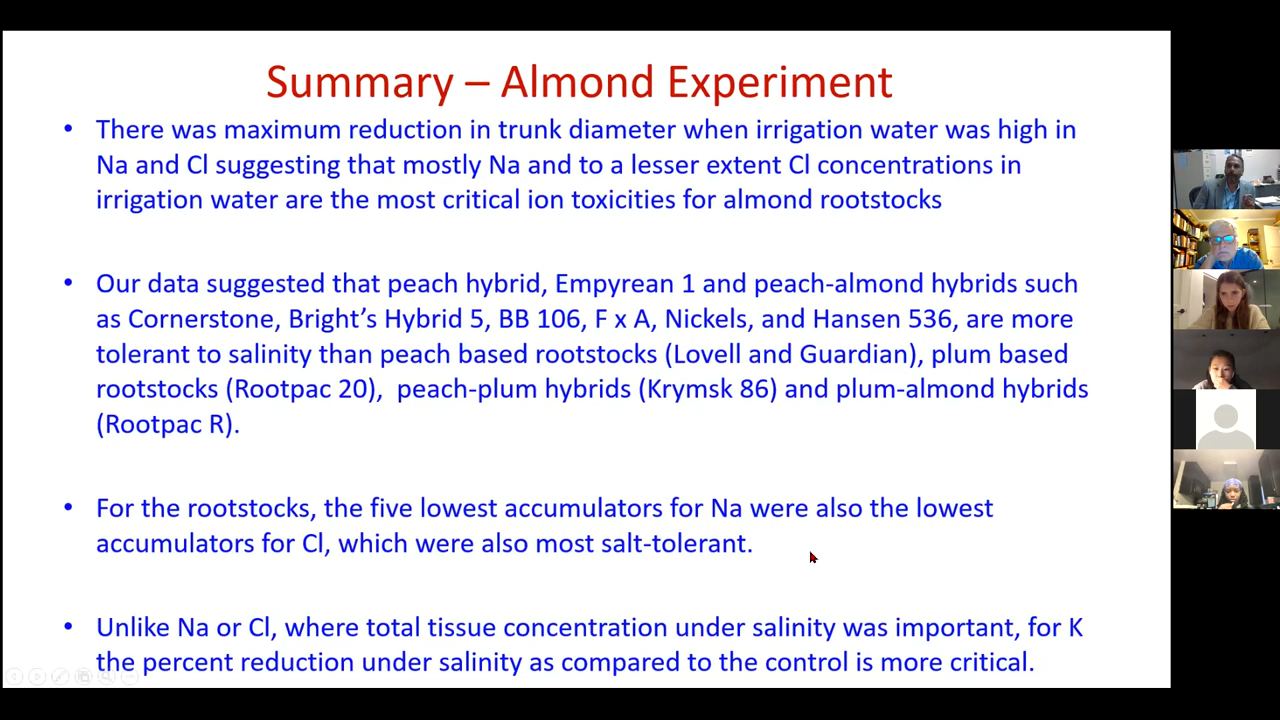 Summary – Almond Experiment
• There was maximum reduction in trunk diameter when irrigation water was high in
Na and Cl suggesting that mostly Na and to a lesser extent Cl concentrations in
irrigation water are the most critical ion toxicities for almond rootstocks
• Our data suggested that peach hybrid, Empyrean 1 and peach-almond hybrids such
as Cornerstone, Bright’s Hybrid 5, BB 106, F x A, Nickels, and Hansen 536, are more
tolerant to salinity than peach based rootstocks (Lovell and Guardian), plum based
rootstocks (Rootpac 20),  peach-plum hybrids (Krymsk 86) and plum-almond hybrids
(Rootpac R).
• For the rootstocks, the five lowest accumulators for Na were also the lowest
accumulators for Cl, which were also most salt-tolerant.
• Unlike Na or Cl, where total tissue concentration under salinity was important, for K
the percent reduction under salinity as compared to the control is more critical.